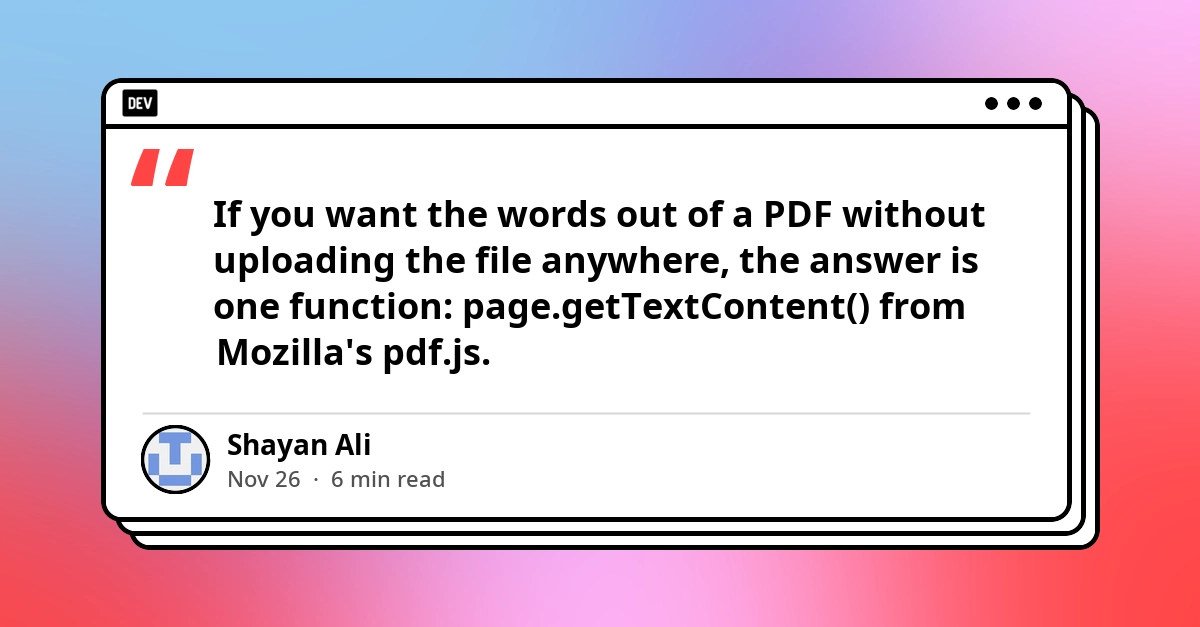 DEV
If you want the words out of a PDF without
uploading the file anywhere, the answer is
one function: page.getTextContent() from
Mozilla's pdf.js.
Shayan Ali
Nov 26 · 6 min read